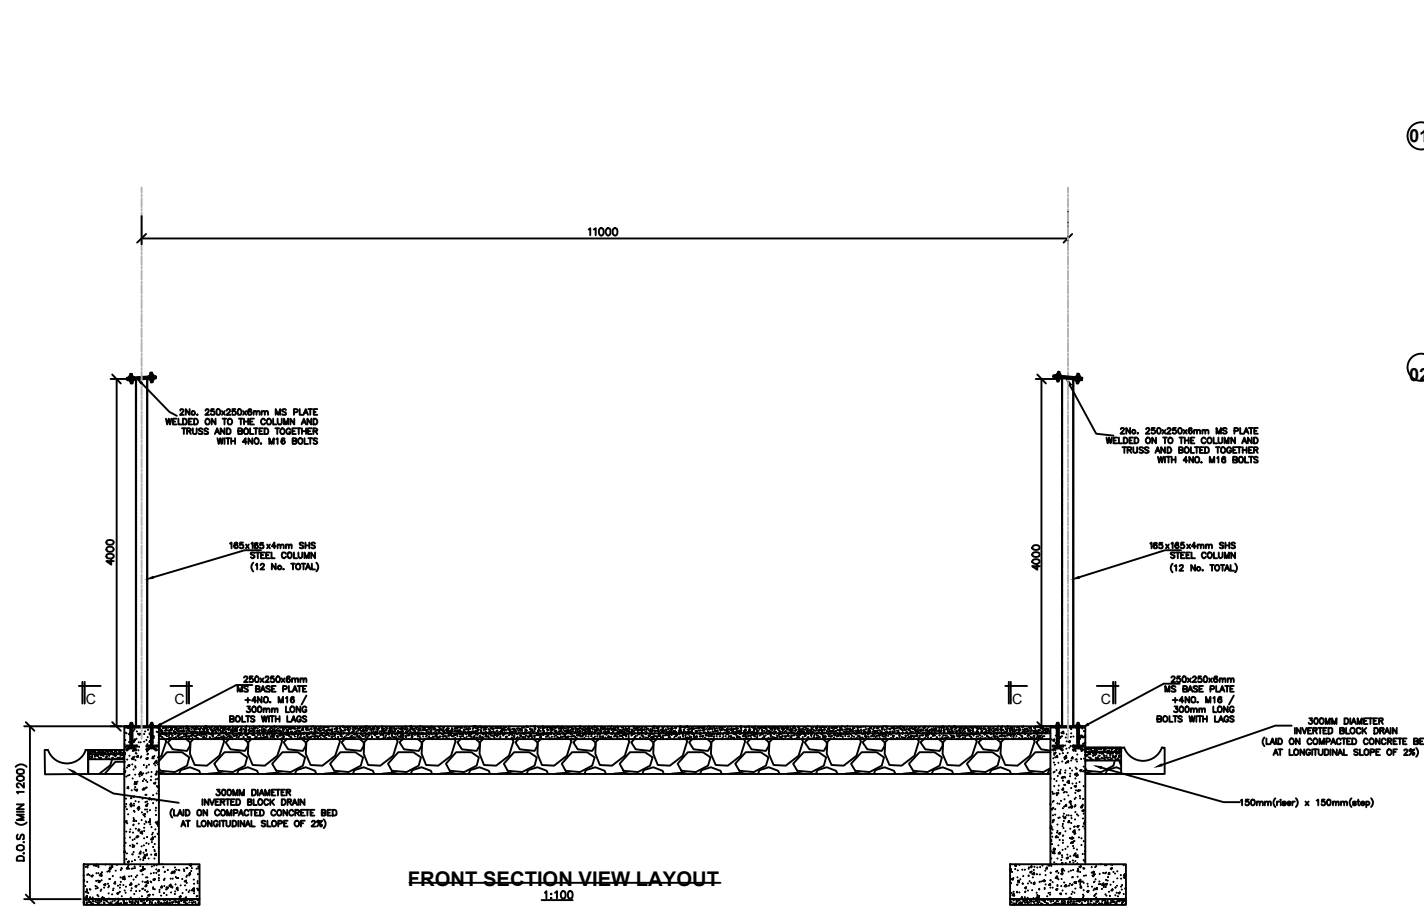 01
11000
02
2No. 250x250x6mm MS PLATE
WELDED ON TO THE COLUMN AND
TRUSS AND BOLTED TOGETHER
WITH 4NO. M16 BOLTS
2No. 250x250x6mm MS PLATE
WELDED ON TO THE COLUMN AND
TRUSS AND BOLTED TOGETHER
WITH 4NO. M16 BOLTS
4000
165x165x4mm SHS
STEEL COLUMN
(12 No. TOTAL)
4000
165x165x4mm SHS
STEEL COLUMN
(12 No. TOTAL)
C
C
250x250x6mm
MS BASE PLATE
+4NO. M16 /
300mm LONG
BOLTS WITH LAGS
C
C
250x250x6mm
MS BASE PLATE
+4NO. M16 /
300mm LONG
BOLTS WITH LAGS
300MM DIAMETER
INVERTED BLOCK DRAIN
(LAID ON COMPACTED CONCRETE BE
AT LONGITUDINAL SLOPE OF 2%)
D.O.S (MIN 1200)
300MM DIAMETER
INVERTED BLOCK DRAIN
(LAID ON COMPACTED CONCRETE BED
AT LONGITUDINAL SLOPE OF 2%)
150mm(riser) x 150mm(step)
FRONT SECTION VIEW LAYOUT
1:100